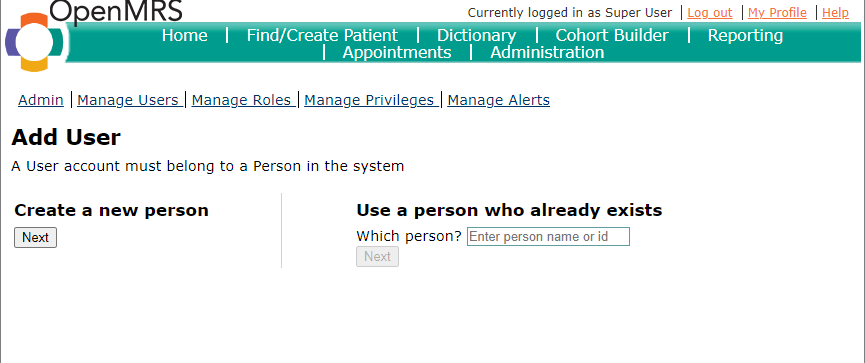 OpenMRS
Currently logged in as Super User | Log out | My Profile | Help
Home | Find/Create Patient | Dictionary | Cohort Builder | Reporting
| Appointments | Administration
Admin | Manage Users | Manage Roles | Manage Privileges | Manage Alerts
Add User
A User account must belong to a Person in the system
Create a new person
Next
Use a person who already exists
Which person? Enter person name or id
Next